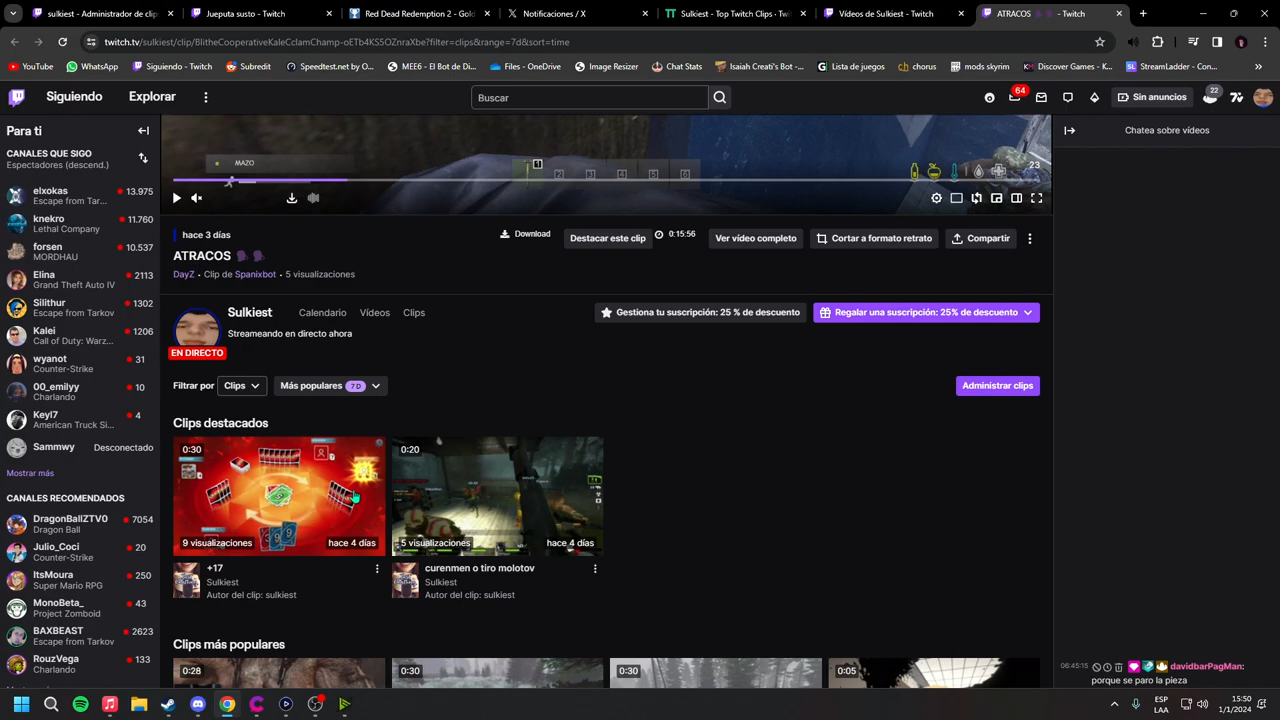 sulkiest - Administrador de clip
Jueputa susto - Twitch
Red Dead Redemption 2 - Gold
Notificaciones / X
Sulkiest - Top Twitch Clips · Tw
Vídeos de Sulkiest - Twitch
ATRACOS - Twitch
twitch.tv/sulkiest/clip/BlitheCooperativeKaleCclamChamp-oETb4KS5OZnraXbe?filter=clips&range=7d&sort=time
YouTube
WhatsApp
Siguiendo - Twitch
Subredit
Speedtest.net by Oo...
MEE6 - El Bot de Di...
Files - OneDrive
Image Resizer
Chat Stats
Isaiah Creati's Bot -...
Lista de juegos
chorus
mods skyrim
Discover Games - K...
StreamLadder - Con...
Siguiendo
Explorar
Buscar
64
Sin anuncios
22
Para ti
CANALES QUE SIGO
Espectadores (descend.)
elxokas
13.975
Escape from Tar...
knekro
11.760
Lethal Company
forsen
10.537
MORDHAU
Elina
2113
Grand Theft Auto IV
Silithur
1302
Escape from Tarkov
Kalei
1206
Call of Duty: Warz...
wyanot
31
Counter-Strike
00_emilyy
10
Charlando
Keyl7
4
American Truck Si...
Sammwy
Desconectado
Mostrar más
CANALES RECOMENDADOS
DragonBallZTV0
7054
Dragon Ball
Julio_Coci
20
Counter-Strike
ItsMoura
250
Super Mario RPG
MonoBeta_
43
Project Zomboid
BAXBEAST
2623
Escape from Tarkov
RouzVega
133
Charlando
MAZO
1
2
3
4
5
6
23
hace 3 días
Download
Destacar este clip
0:15:56
Ver vídeo completo
Cortar a formato retrato
Compartir
ATRACOS
DayZ · Clip de Spanixbot · 5 visualizaciones
Sulkiest
Calendario
Vídeos
Clips
Streameando en directo ahora
EN DIRECTO
Gestiona tu suscripción: 25 % de descuento
Regalar una suscripción: 25% de descuento
Filtrar por
Clips
Más populares
7 D
Administrar clips
Clips destacados
0:30
9 visualizaciones
hace 4 días
+17
Sulkiest
Autor del clip: sulkiest
0:20
5 visualizaciones
hace 4 días
curenmen o tiro molotov
Sulkiest
Autor del clip: sulkiest
Clips más populares
0:28
0:30
0:30
0:05
Chatea sobre vídeos
06:45:15
davidbarPagMan:
porque se paro la pieza
ESP
LAA
15:50
1/1/2024